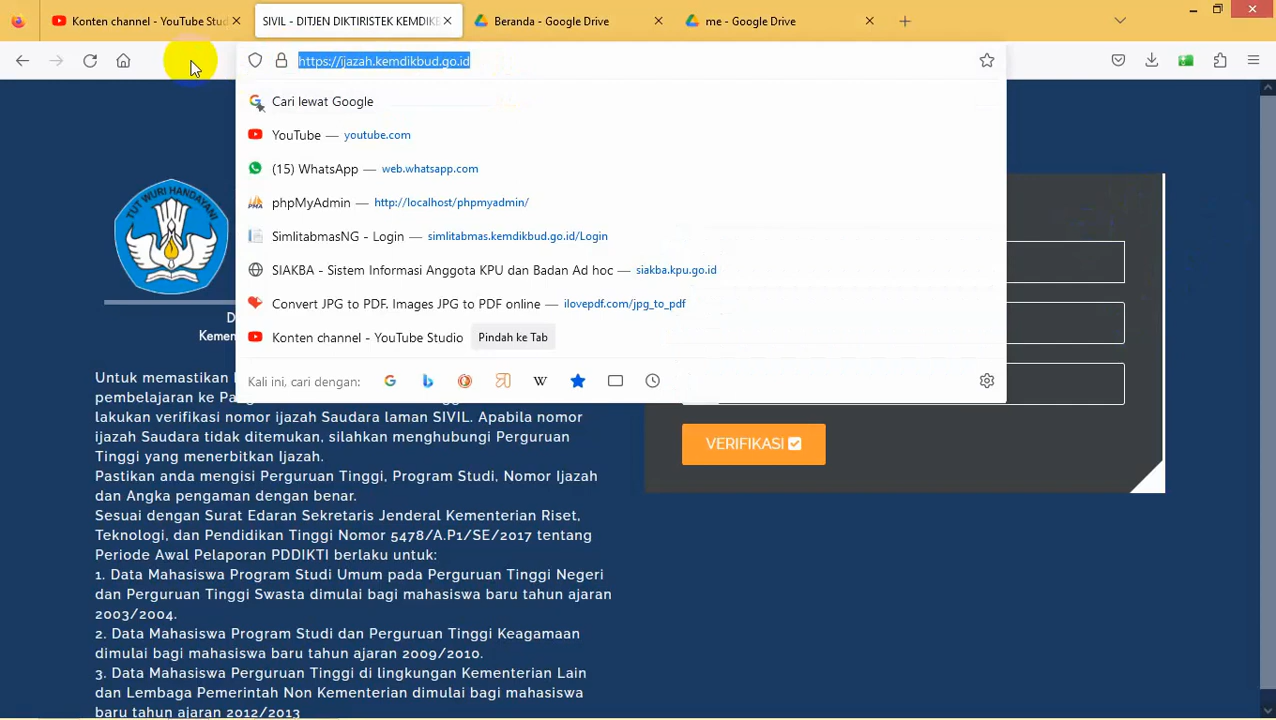 Konten channel - YouTube Stud
SIVIL - DITJEN DIKTIRISTEK KEMDIKB
Beranda - Google Drive
me - Google Drive
https://ijazah.kemdikbud.go.id
Cari lewat Google
YouTube — youtube.com
(15) WhatsApp — web.whatsapp.com
phpMyAdmin — http://localhost/phpmyadmin/
SimlitabmasNG - Login — simlitabmas.kemdikbud.go.id/Login
SIAKBA - Sistem Informasi Anggota KPU dan Badan Ad hoc — siakba.kpu.go.id
Convert JPG to PDF. Images JPG to PDF online — ilovepdf.com/jpg_to_pdf
Konten channel - YouTube Studio Pindah ke Tab
Kali ini, cari dengan:
TUT WURI HANDAYANI
D
Kemen
Untuk memastikan
pembelajaran ke
lakukan verifikasi nomor ijazah Saudara laman SIVIL. Apabila nomor
ijazah Saudara tidak ditemukan, silahkan menghubungi Perguruan
Tinggi yang menerbitkan Ijazah.
Pastikan anda mengisi Perguruan Tinggi, Program Studi, Nomor Ijazah
dan Angka pengaman dengan benar.
Sesuai dengan Surat Edaran Sekretaris Jenderal Kementerian Riset,
Teknologi, dan Pendidikan Tinggi Nomor 5478/A.P1/SE/2017 tentang
Periode Awal Pelaporan PDDIKTI berlaku untuk:
1. Data Mahasiswa Program Studi Umum pada Perguruan Tinggi Negeri
dan Perguruan Tinggi Swasta dimulai bagi mahasiswa baru tahun ajaran
2003/2004.
2. Data Mahasiswa Program Studi dan Perguruan Tinggi Keagamaan
dimulai bagi mahasiswa baru tahun ajaran 2009/2010.
3. Data Mahasiswa Perguruan Tinggi di lingkungan Kementerian Lain
dan Lembaga Pemerintah Non Kementerian dimulai bagi mahasiswa
baru tahun ajaran 2012/2013
VERIFIKASI